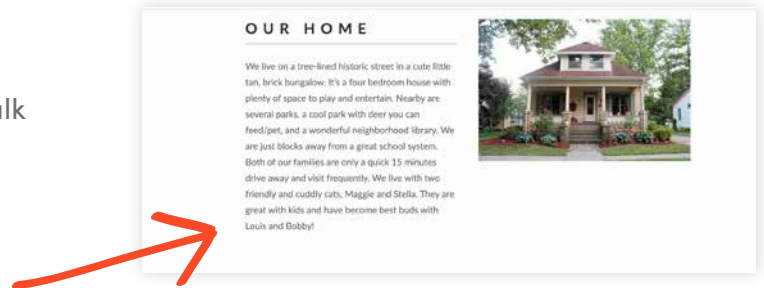 OUR HOME
We live on a tree-lined historic street in a cute little
tan, brick bungalow. It's a four bedroom house with
plenty of space to play and entertain. Nearby are
several parks, a cool park with deer you can
feed/pet, and a wonderful neighborhood library. We
are just blocks away from a great school system.
Both of our families are only a quick 15 minutes
drive away and visit frequently. We live with two
friendly and cuddly cats, Maggie and Stella. They are
great with kids and have become best buds with
Louis and Bobby!